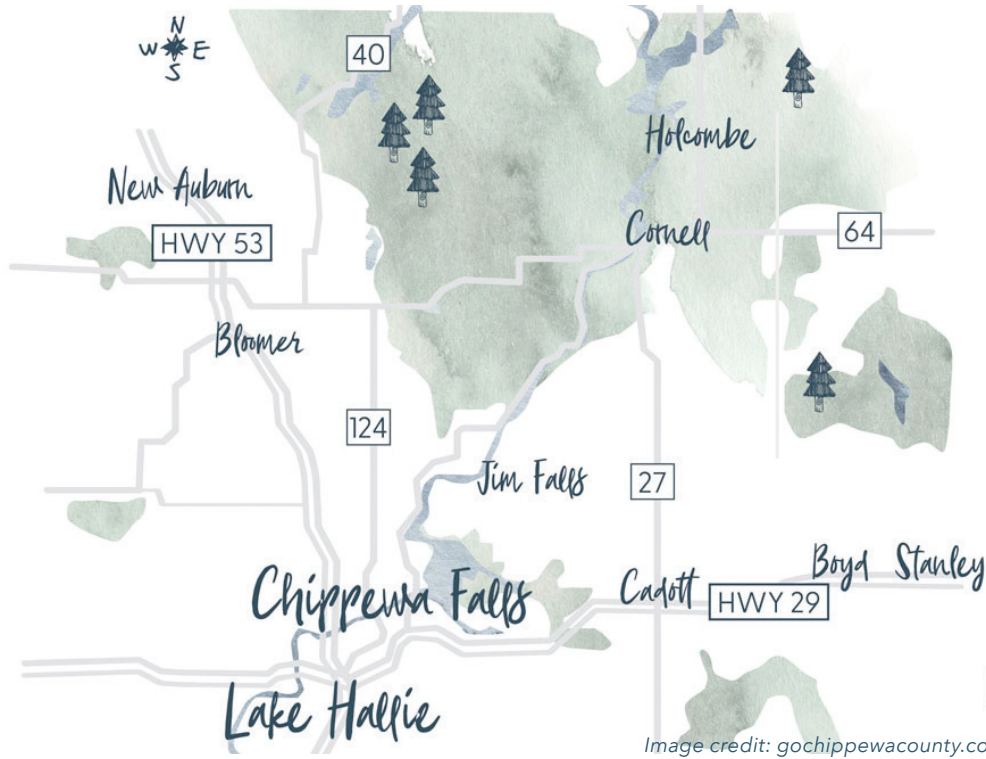 N
W E
S
40
Holcombe
New Auburn
Cornell
64
HWY 53
Bloomer
124
Jim Falls
27
Chippewa Falls
Cadott
HWY 29
Boyd
Stanley
Lake Hallie
Image credit: gochippewacounty.co